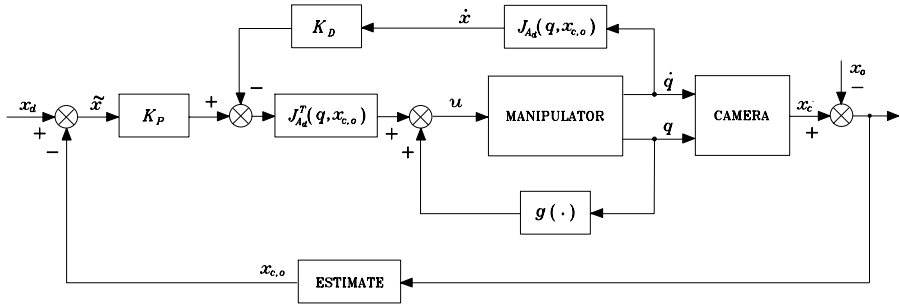 K_D
ẋ
J_{A_d}(q, x_{c,o})
−
x_d
+
−
x̃
K_P
+
J^T_{A_d}(q, x_{c,o})
+
+
u
MANIPULATOR
q̇
q
CAMERA
x_c
+
x_o
−
g(·)
x_{c,o}
ESTIMATE